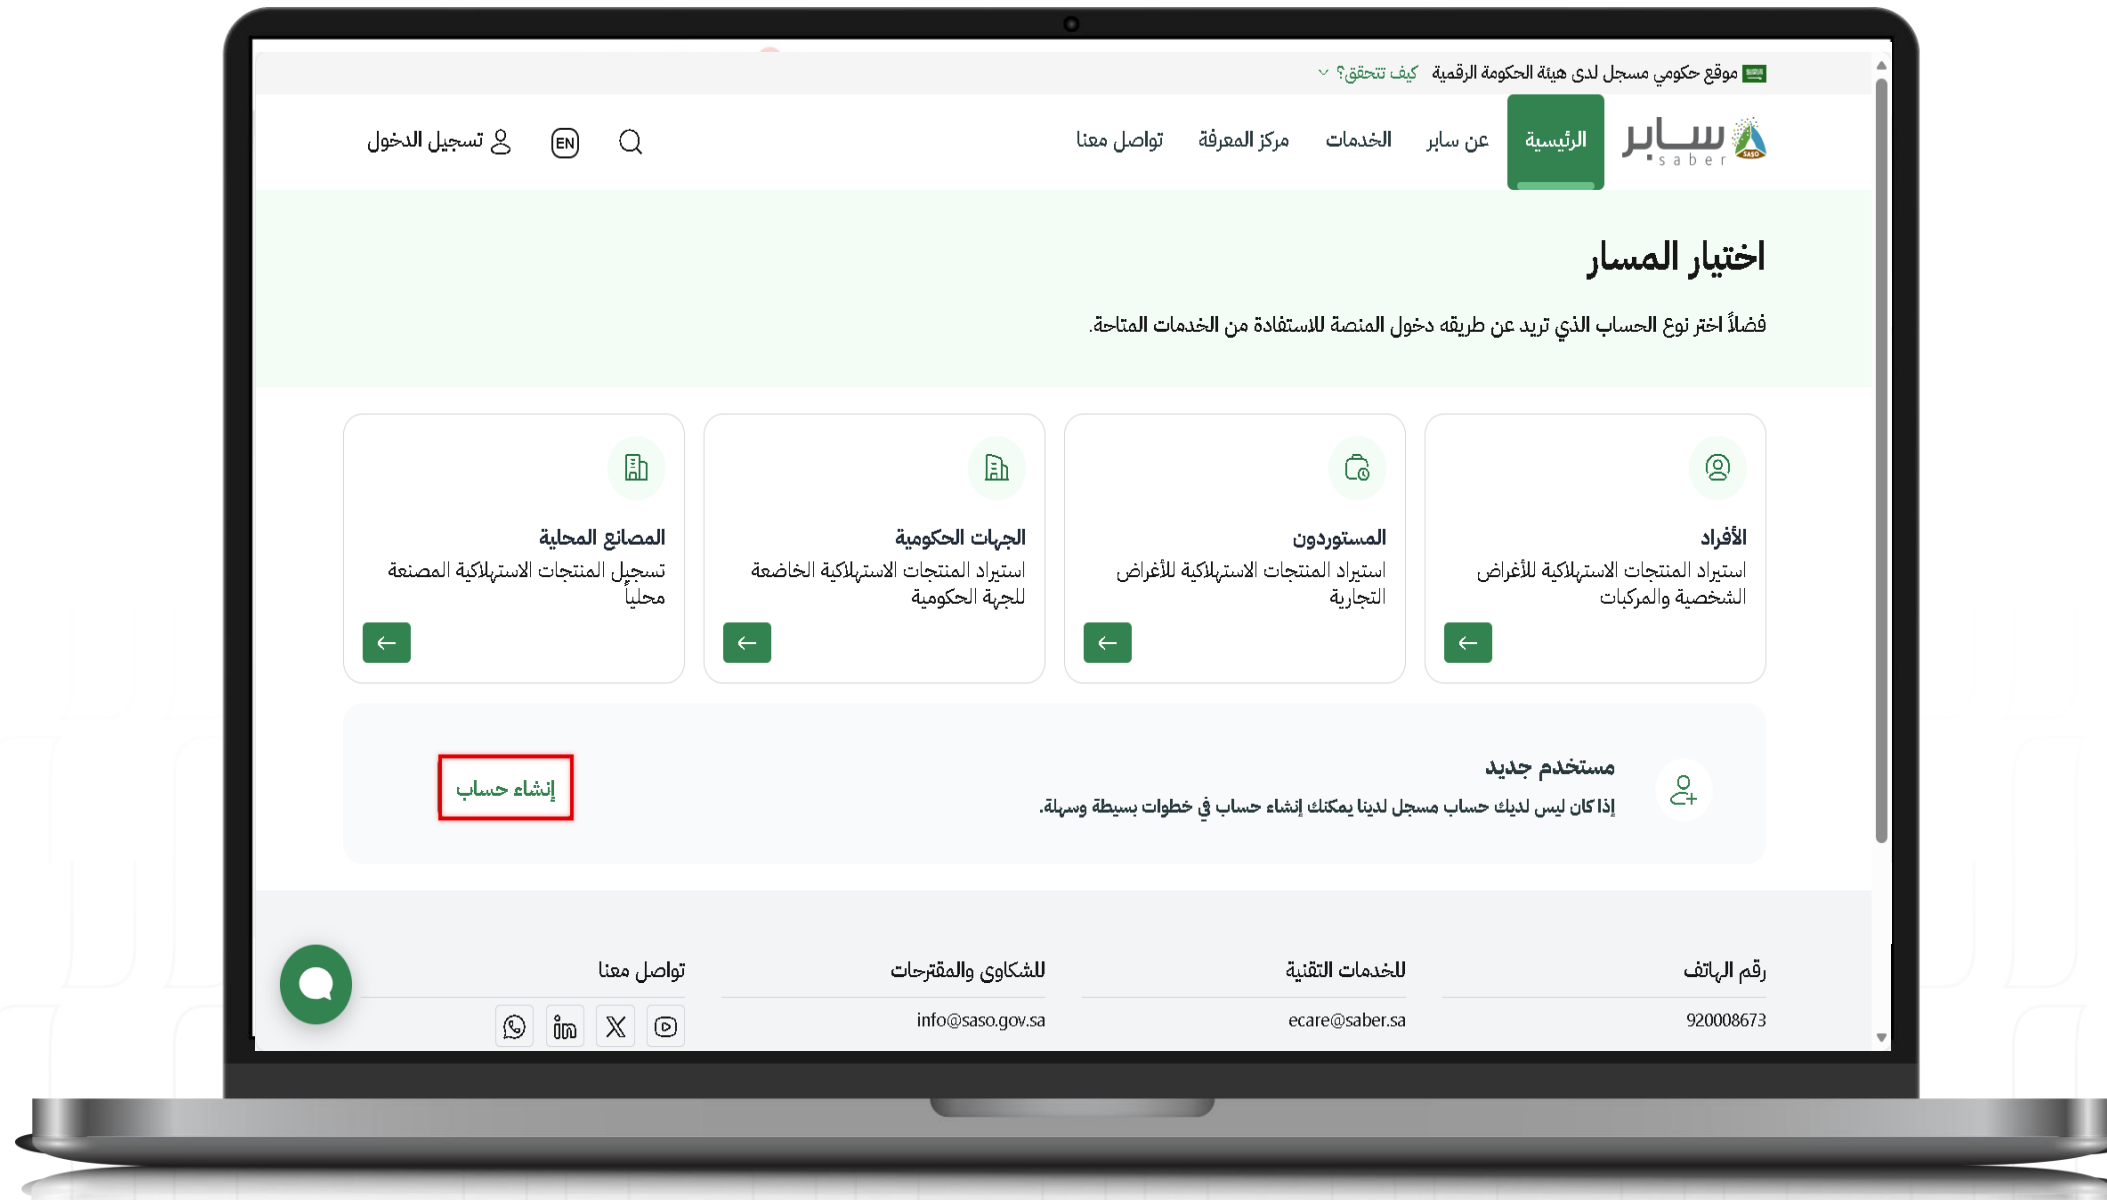 موقع حكومي مسجل لدى هيئة الحكومة الرقمية كيف تتحقق؟
سابر
saber
SASO
الرئيسية
عن سابر
الخدمات
مركز المعرفة
تواصل معنا
EN
تسجيل الدخول
اختيار المسار
فضلاً اختر نوع الحساب الذي تريد عن طريقه دخول المنصة للاستفادة من الخدمات المتاحة.
الأفراد
استيراد المنتجات الاستهلاكية للأغراض
الشخصية والمركبات
المستوردون
استيراد المنتجات الاستهلاكية للأغراض
التجارية
الجهات الحكومية
استيراد المنتجات الاستهلاكية الخاضعة
للجهة الحكومية
المصانع المحلية
تسجيل المنتجات الاستهلاكية المصنعة
محلياً
مستخدم جديد
إذا كان ليس لديك حساب مسجل لدينا يمكنك إنشاء حساب في خطوات بسيطة وسهلة.
إنشاء حساب
رقم الهاتف
920008673
للخدمات التقنية
ecare@saber.sa
للشكاوى والمقترحات
info@saso.gov.sa
تواصل معنا